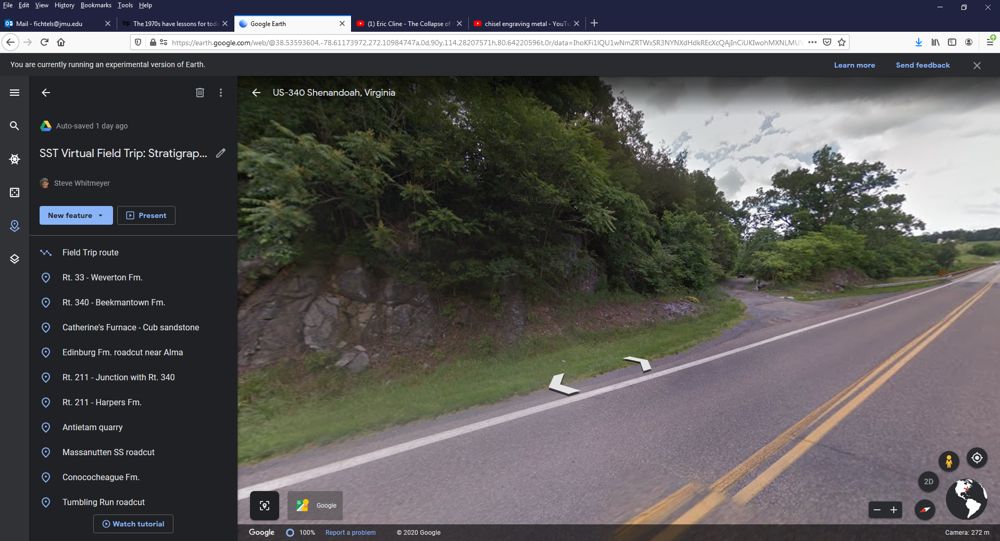 File Edit View History Bookmarks Tools Help
Mail - fichtels@jmu.edu
The 1970s have lessons for toda
Google Earth
(1) Eric Cline - The Collapse of
chisel engraving metal - YouTu
https://earth.google.com/web/@38.53593604,-78.61173972,272.10984747a,0d,90y,114.28207571h,80.64220596t,0r/data=
You are currently running an experimental version of Earth.
Learn more
Send feedback
US-340 Shenandoah, Virginia
Auto-saved 1 day ago
SST Virtual Field Trip: Stratigrap...
Steve Whitmeyer
New feature
Present
Field Trip route
Rt. 33 - Weverton Fm.
Rt. 340 - Beekmantown Fm.
Catherine's Furnace - Cub sandstone
Edinburg Fm. roadcut near Alma
Rt. 211 - Junction with Rt. 340
Rt. 211 - Harpers Fm.
Antietam quarry
Massanutten SS roadcut
Conococheague Fm.
Tumbling Run roadcut
Watch tutorial
©2018 Google
©2018 Google
2D
Google
Google
100%
Report a problem
© 2020 Google
Camera: 272 m